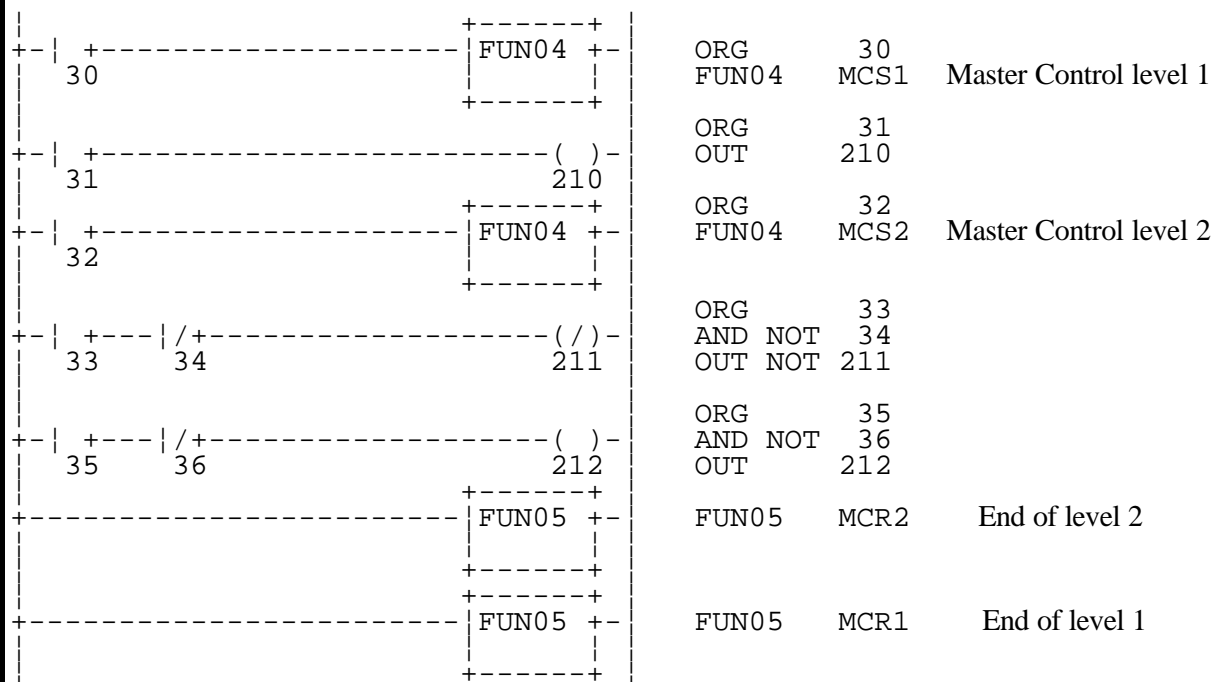 +------+
+-¦ +---------------------¦FUN04 +-¦ ORG 30
30 ¦ ¦ FUN04 MCS1 Master Control level 1
+------+
ORG 31
+-¦ +--------------------------( )-¦ OUT 210
31 210
+------+ ORG 32
+-¦ +---------------------¦FUN04 +-¦ FUN04 MCS2 Master Control level 2
32 ¦ ¦
+------+
ORG 33
+-¦ +---¦/+--------------------(/)-¦ AND NOT 34
33 34 211 OUT NOT 211
ORG 35
+-¦ +---¦/+--------------------( )-¦ AND NOT 36
35 36 212 OUT 212
+------+
+-------------------------¦FUN05 +-¦ FUN05 MCR2 End of level 2
¦ ¦
+------+
+------+
+-------------------------¦FUN05 +-¦ FUN05 MCR1 End of level 1
¦ ¦
+------+